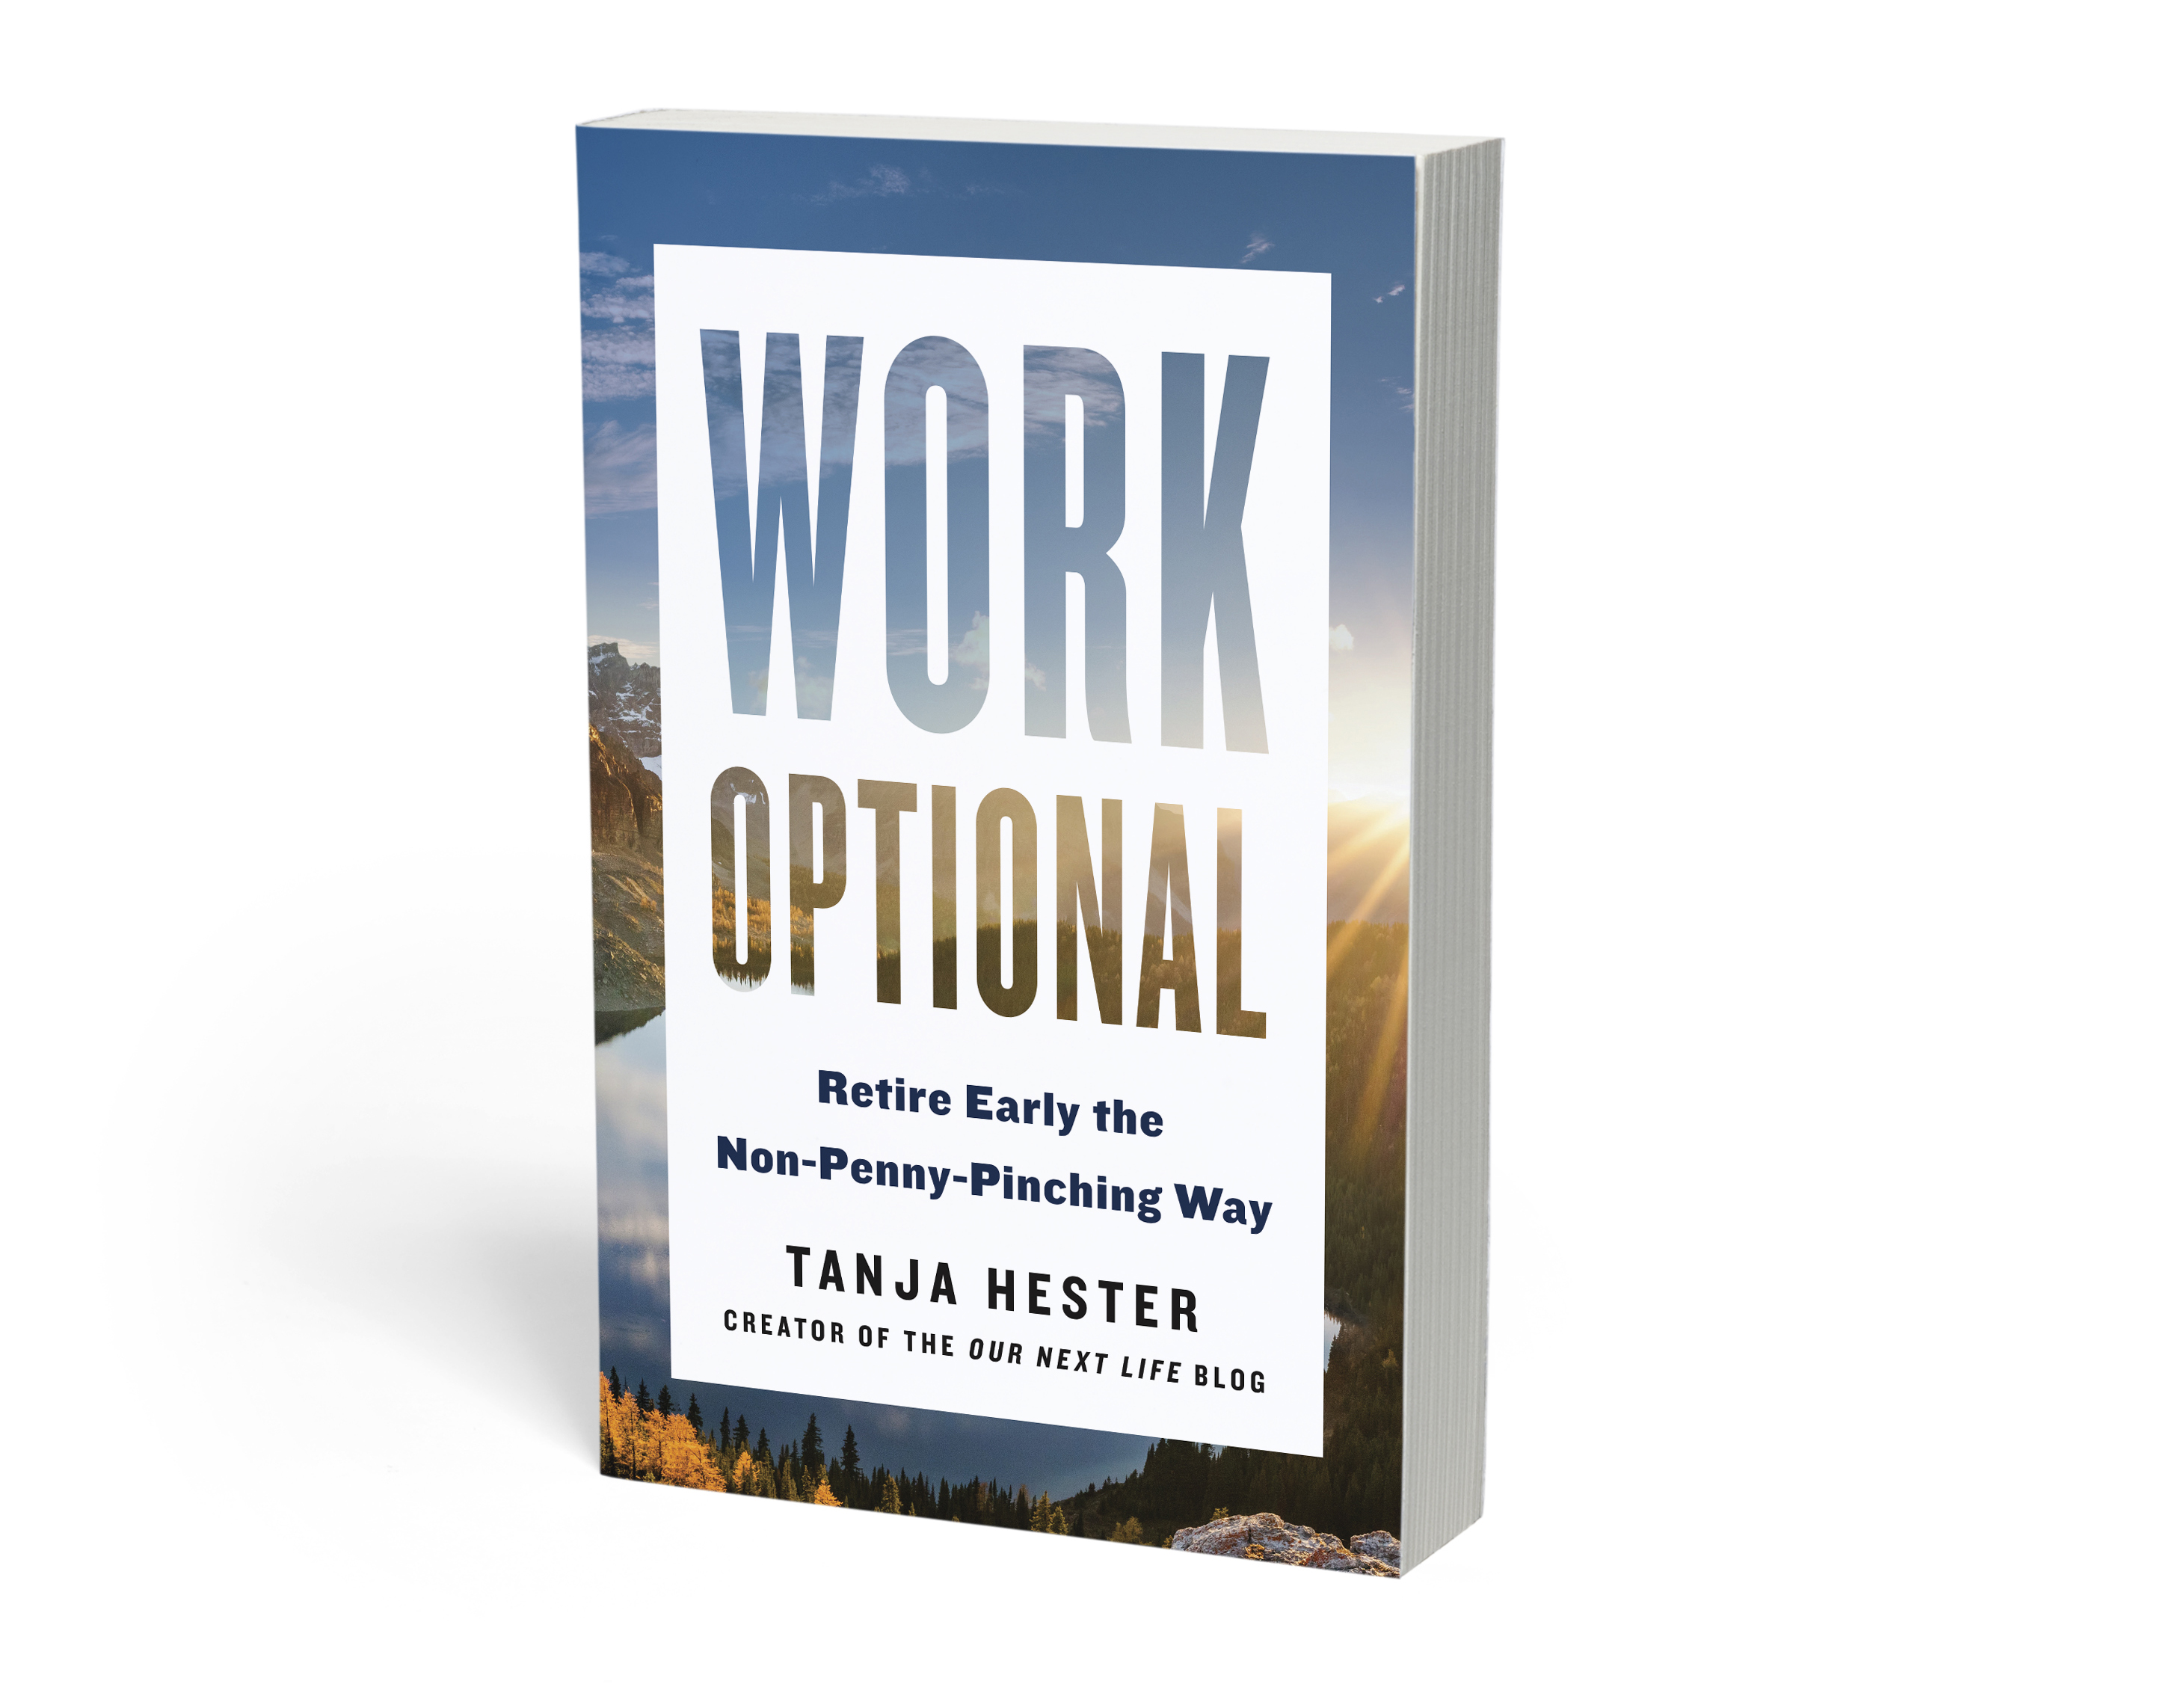 WORK
OPTIONAL
Retire Early the
Non-Penny-Pinching Way
TANJA HESTER
CREATOR OF THE OUR NEXT LIFE BLOG